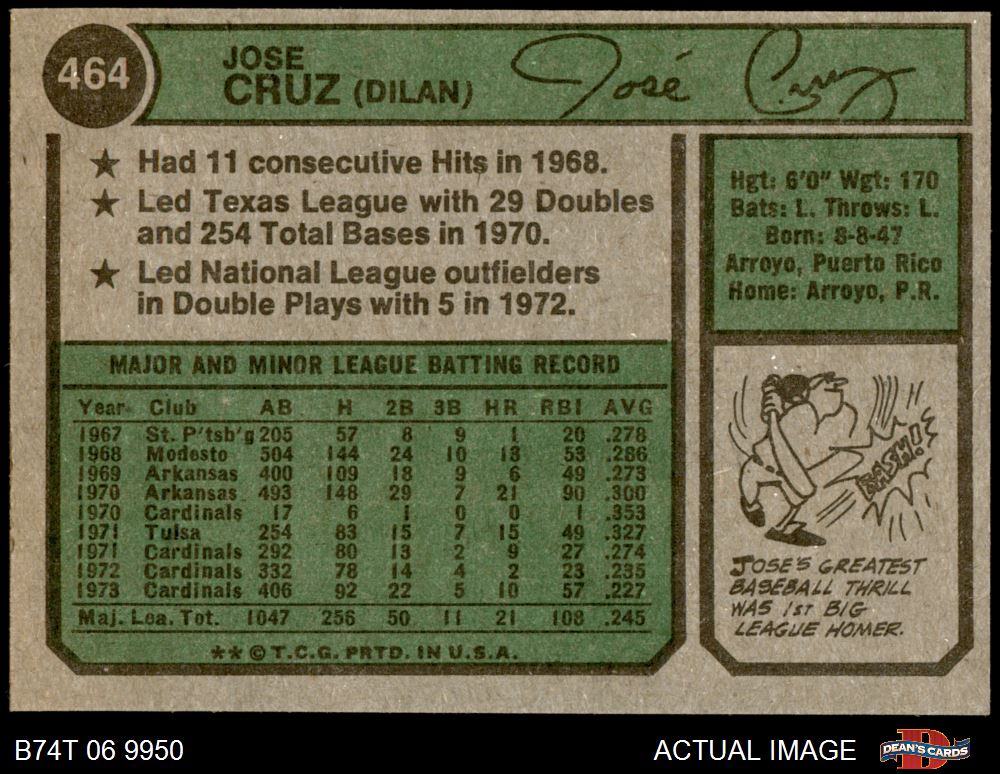 464
JOSE
CRUZ (DILAN)
José Cruz
★ Had 11 consecutive Hits in 1968.
★ Led Texas League with 29 Doubles
and 254 Total Bases in 1970.
★ Led National League outfielders
in Double Plays with 5 in 1972.
Hgt: 6'0" Wgt: 170
Bats: L. Throws: L.
Born: 8-8-47
Arroyo, Puerto Rico
Home: Arroyo, P.R.
MAJOR AND MINOR LEAGUE BATTING RECORD
Year Club AB H 2B 3B HR RBI AVG
1967 St. P'tsb'g 205 57 8 9 1 20 .278
1968 Modesto 504 144 24 10 13 53 .286
1969 Arkansas 400 109 18 9 6 49 .273
1970 Arkansas 493 148 29 7 21 90 .300
1970 Cardinals 17 6 1 0 0 1 .353
1971 Tulsa 254 83 15 7 15 49 .327
1971 Cardinals 292 80 13 2 9 27 .274
1972 Cardinals 332 78 14 4 2 23 .235
1973 Cardinals 406 92 22 5 10 57 .227
Maj. Lea. Tot. 1047 256 50 11 21 108 .245
** © T.C.G. PRTD. IN U.S.A.
BASH!
JOSE'S GREATEST
BASEBALL THRILL
WAS 1ST BIG
LEAGUE HOMER.
B74T 06 9950
ACTUAL IMAGE
DEAN'S CARDS